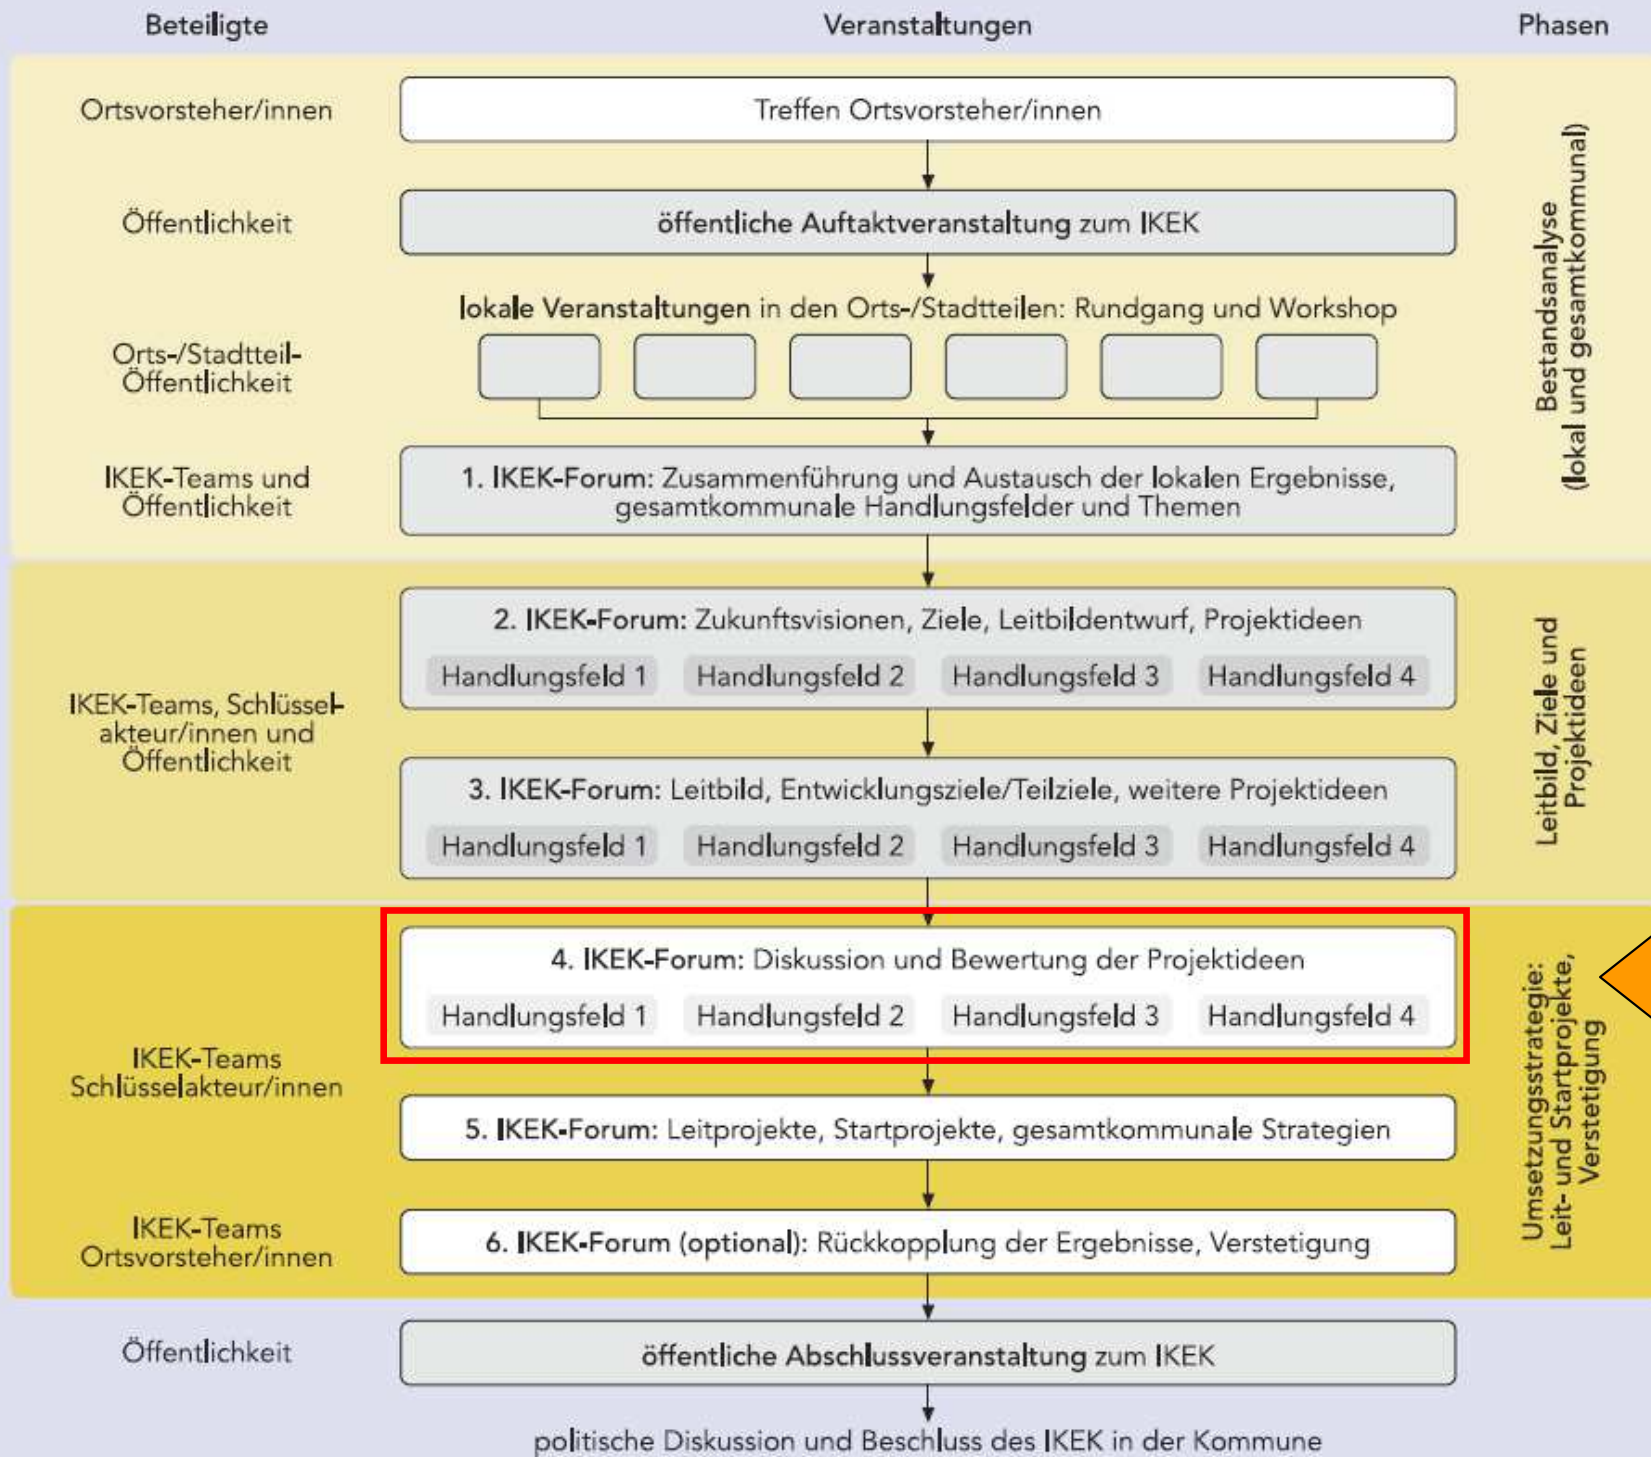 Beteiligte
Veranstaltungen
Phasen
Ortsvorsteher/innen
Treffen Ortsvorsteher/innen
Öffentlichkeit
öffentliche Auftaktveranstaltung zum IKEK
lokale Veranstaltungen in den Orts-/Stadtteilen: Rundgang und Workshop
Orts-/Stadtteil-
Öffentlichkeit
IKEK-Teams und
Öffentlichkeit
1. IKEK-Forum: Zusammenführung und Austausch der lokalen Ergebnisse,
gesamtkommunale Handlungsfelder und Themen
Bestandsanalyse
(lokal und gesamtkommunal)
IKEK-Teams, Schlüssel-
akteur/innen und
Öffentlichkeit
2. IKEK-Forum: Zukunftsvisionen, Ziele, Leitbildentwurf, Projektideen
Handlungsfeld 1 Handlungsfeld 2 Handlungsfeld 3 Handlungsfeld 4
3. IKEK-Forum: Leitbild, Entwicklungsziele/Teilziele, weitere Projektideen
Handlungsfeld 1 Handlungsfeld 2 Handlungsfeld 3 Handlungsfeld 4
Leitbild, Ziele und
Projektideen
4. IKEK-Forum: Diskussion und Bewertung der Projektideen
Handlungsfeld 1 Handlungsfeld 2 Handlungsfeld 3 Handlungsfeld 4
IKEK-Teams
Schlüsselakteur/innen
5. IKEK-Forum: Leitprojekte, Startprojekte, gesamtkommunale Strategien
IKEK-Teams
Ortsvorsteher/innen
6. IKEK-Forum (optional): Rückkopplung der Ergebnisse, Verstetigung
Umsetzungsstrategie:
Leit- und Startprojekte,
Verstetigung
Öffentlichkeit
öffentliche Abschlussveranstaltung zum IKEK
politische Diskussion und Beschluss des IKEK in der Kommune